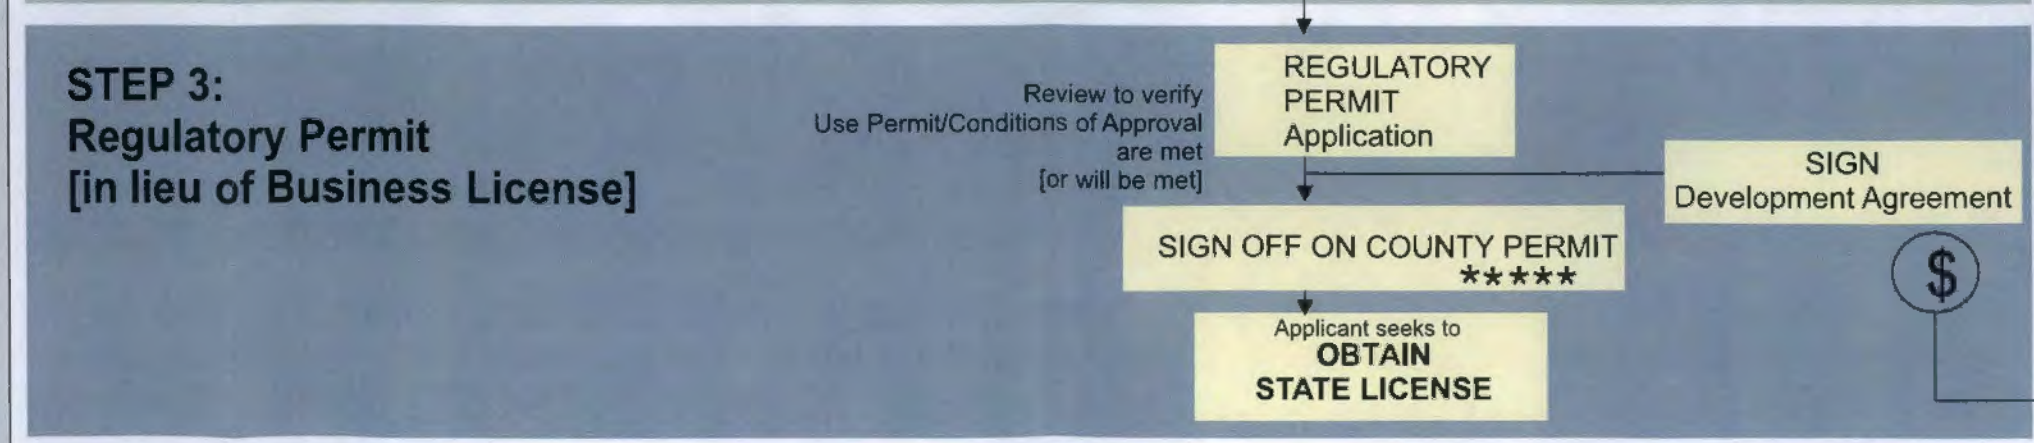 STEP 3:
Regulatory Permit
[in lieu of Business License]
Review to verify
Use Permit/Conditions of Approval
are met
[or will be met]
REGULATORY
PERMIT
Application
SIGN
Development Agreement
SIGN OFF ON COUNTY PERMIT
*****
$
Applicant seeks to
OBTAIN
STATE LICENSE